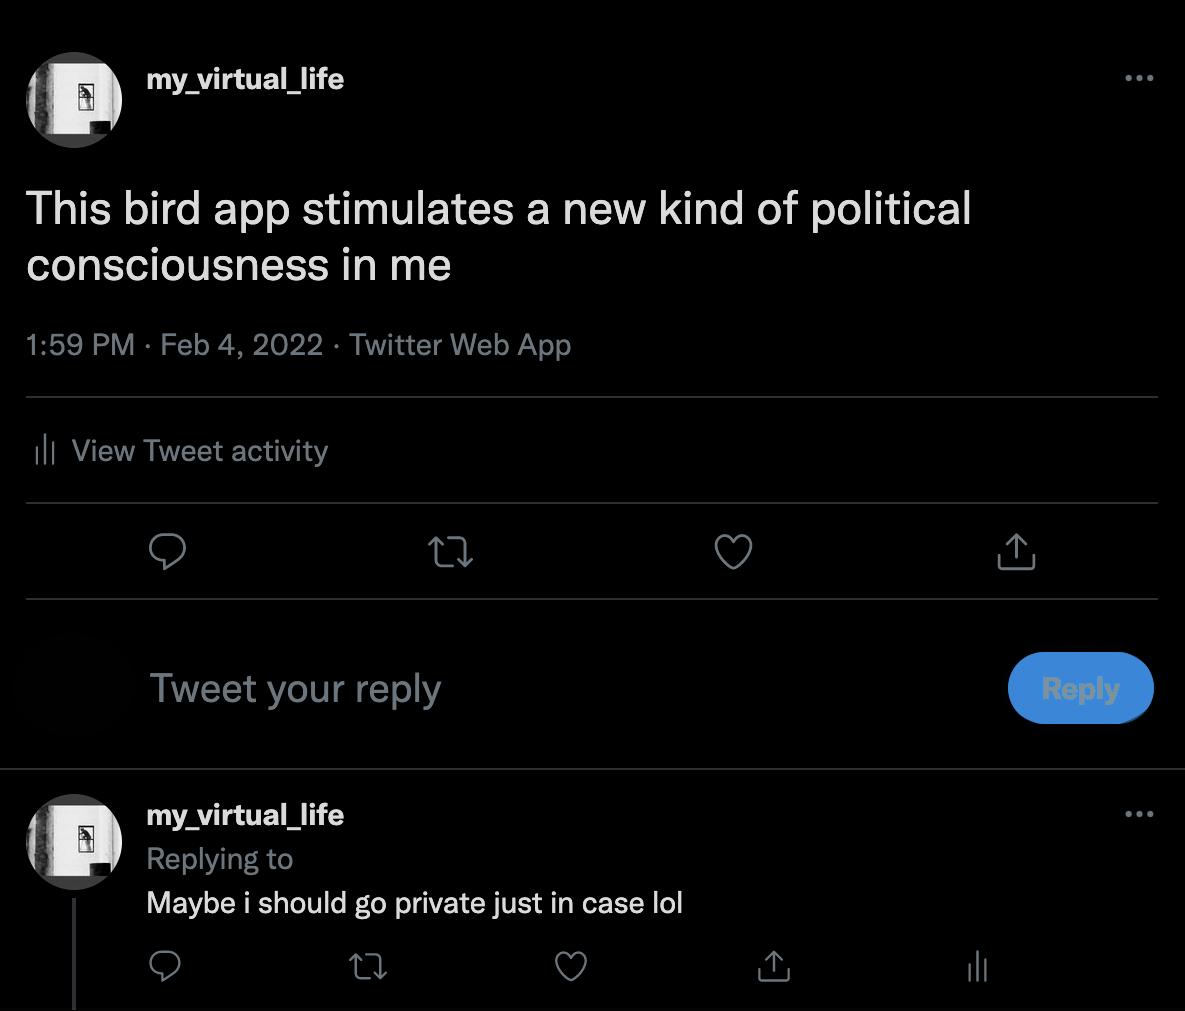 my_virtual_life
This bird app stimulates a new kind of political
consciousness in me
1:59 PM · Feb 4, 2022 · Twitter Web App
View Tweet activity
Tweet your reply
Reply
my_virtual_life
Replying to
Maybe i should go private just in case lol